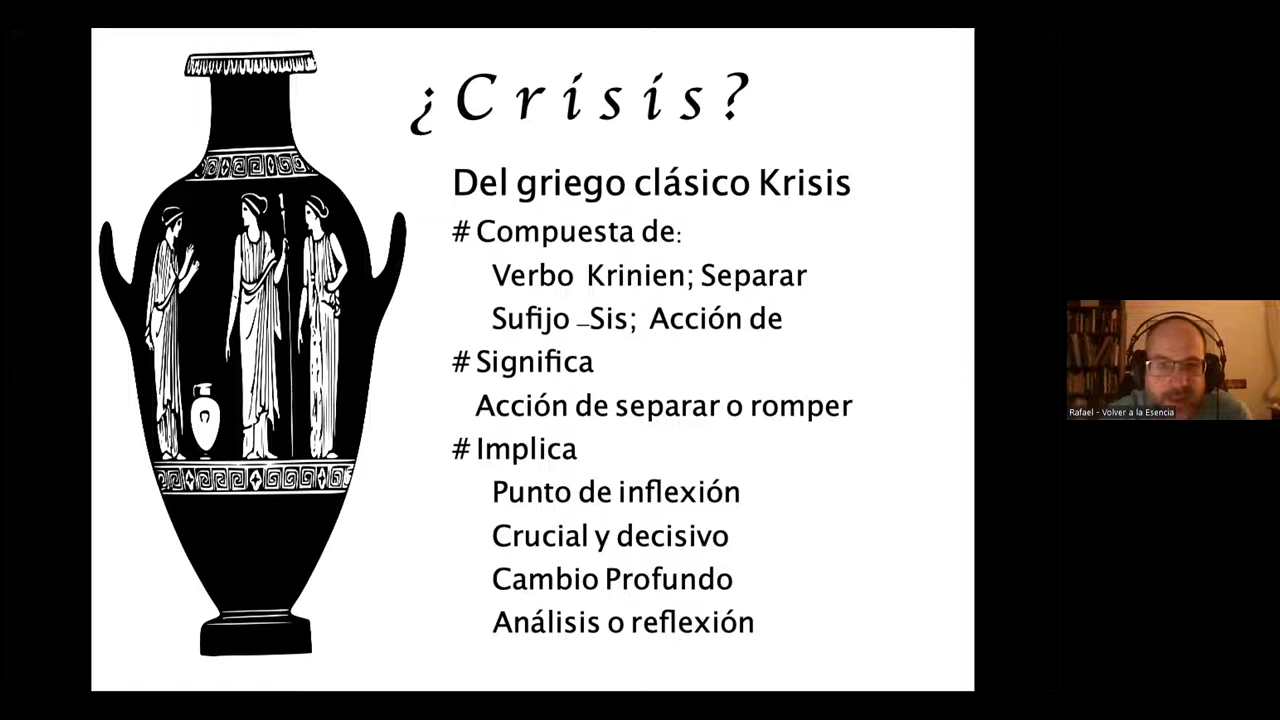 ¿Crisis?
Del griego clásico Krisis
# Compuesta de:
Verbo Krinien; Separar
Sufijo –Sis; Acción de
# Significa
Acción de separar o romper
# Implica
Punto de inflexión
Crucial y decisivo
Cambio Profundo
Análisis o reflexión
Rafael - Volver a la Esencia